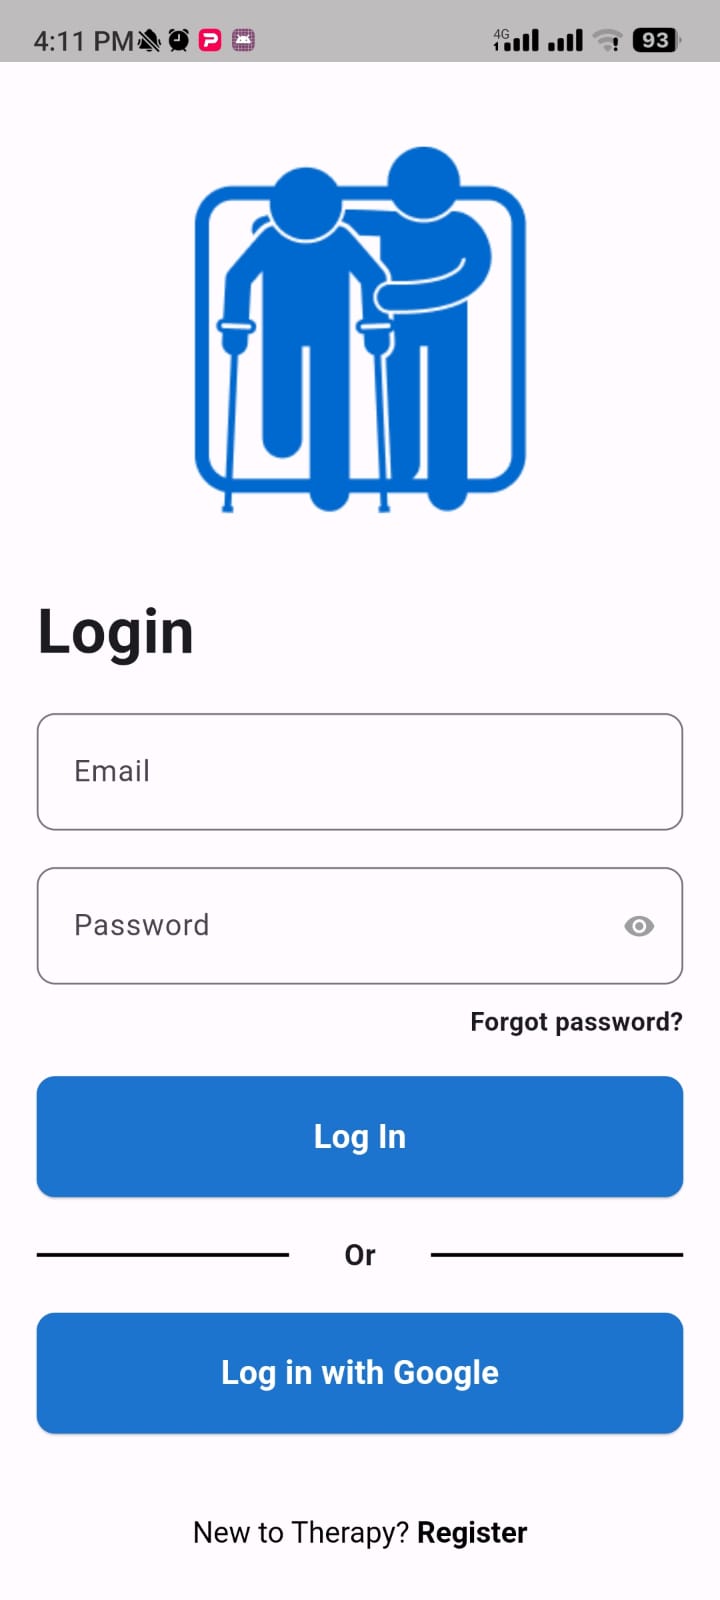 4:11 PM
4G
93
Login
Email
Password
Forgot password?
Log In
Or
Log in with Google
New to Therapy? Register